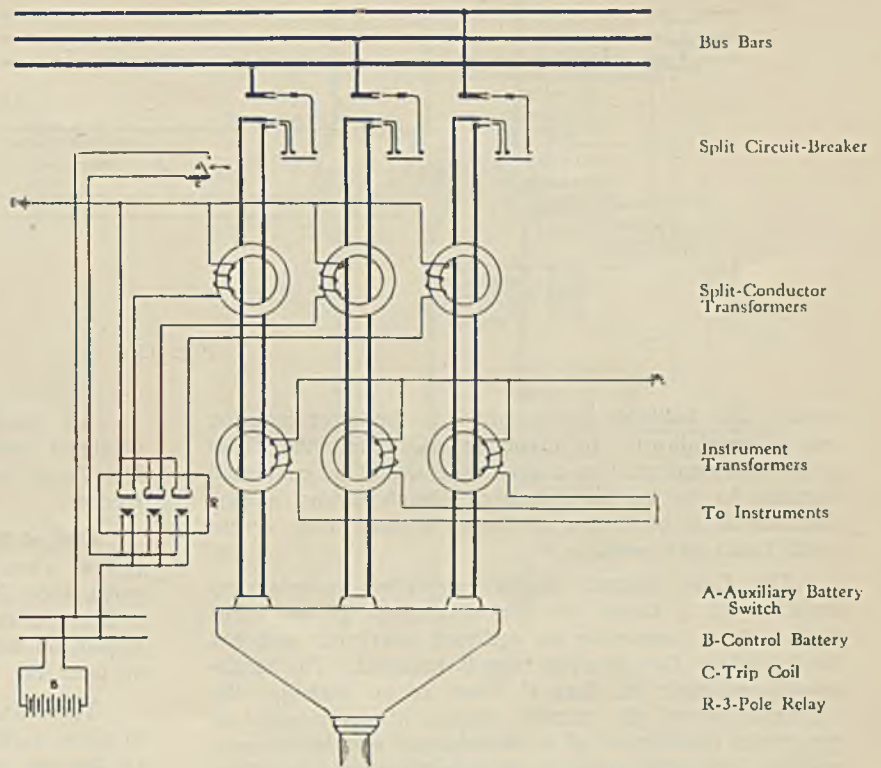 Bus Bars
Split Circuit-Breaker
Split-Conductor
Transformers
Instrument
Transformers
To Instruments
A-Auxiliary Battery
Switch
B-Control Battery
C-Trip Coil
R-3-Pole Relay